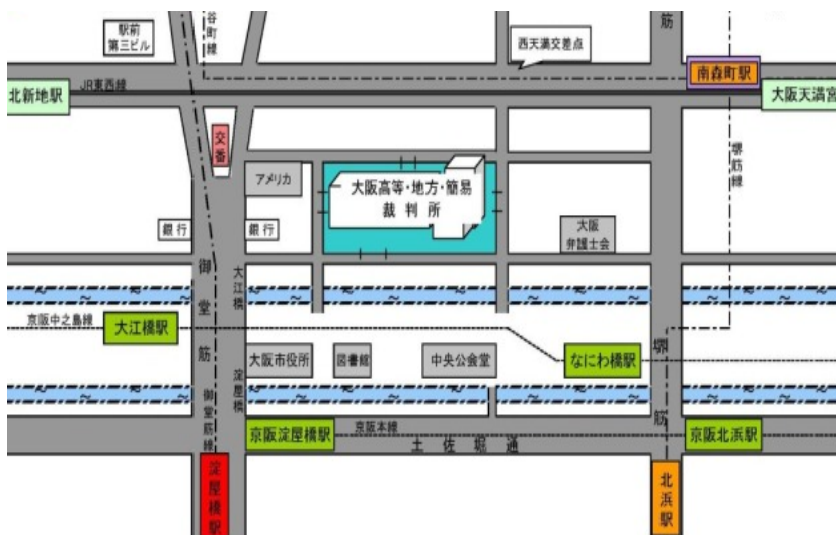 駅前
第三ビル
谷町線
筋
西天満交差点
南森町駅
JR東西線
北新地駅
大阪天満宮
交番
堺筋線
アメリカ
大阪高等・地方・簡易
裁判所
銀行
銀行
大阪
弁護士会
御堂筋
大江橋
京阪中之島線
大江橋駅
大阪市役所
図書館
中央公会堂
なにわ橋駅
堺筋
淀屋橋
御堂筋線
京阪淀屋橋駅
京阪本線
土佐堀通
京阪北浜駅
淀屋橋駅
北浜駅